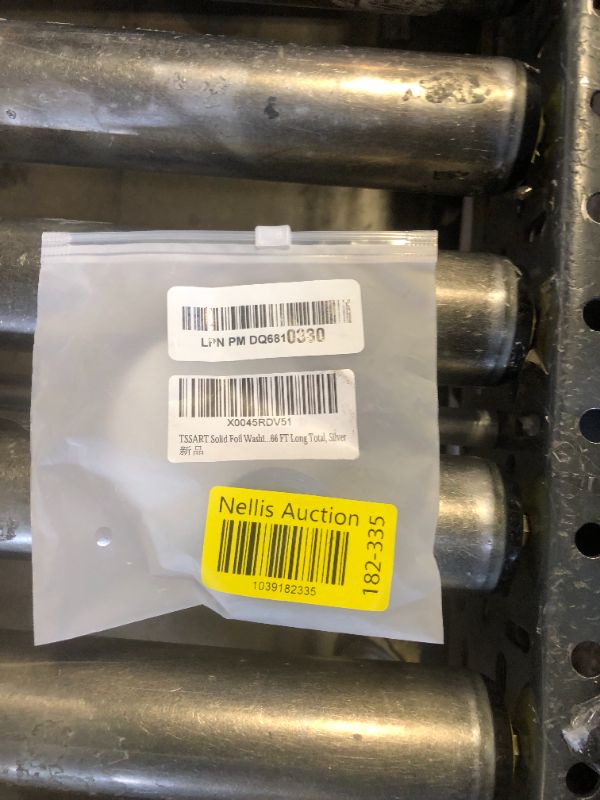 LPN PM DQ6810330
X0045RDV51
TSSART Solid Foil Washi...66 FT Long Total, Silver
新品
Nellis Auction
1039182335
182-335